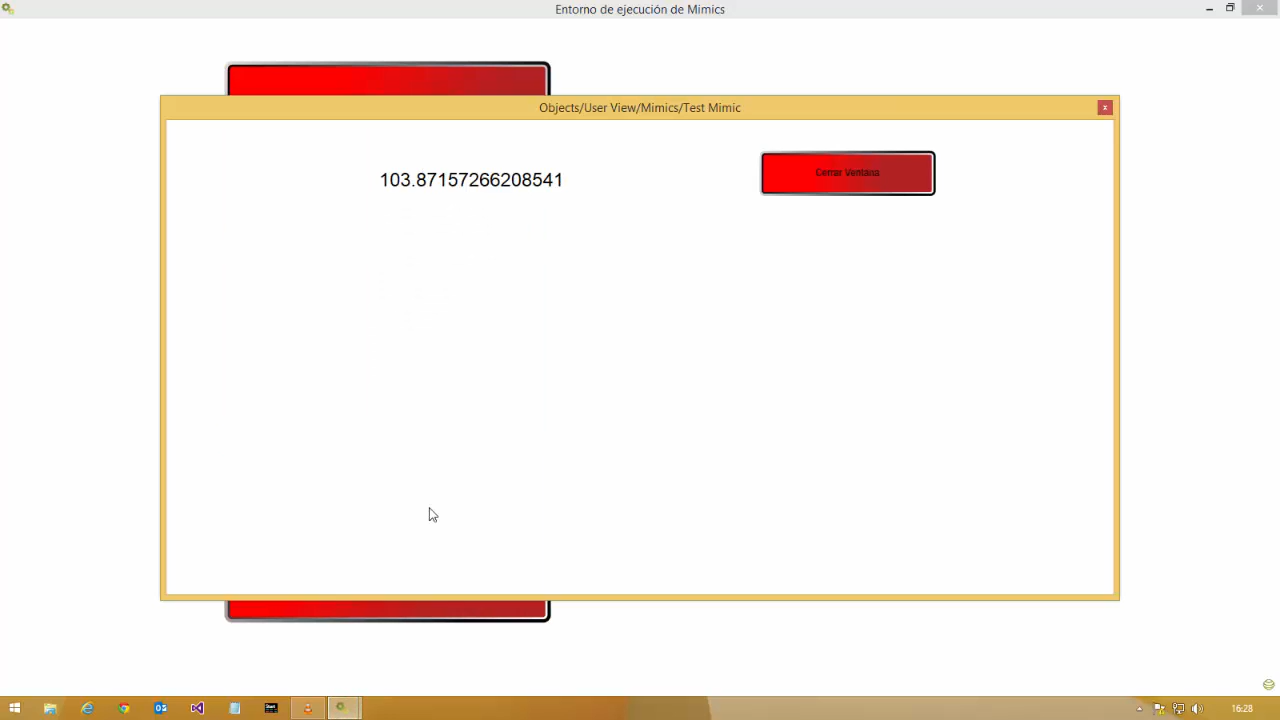 Entorno de ejecución de Mimics
Objects/User View/Mimics/Test Mimic
103.87157266208541
Cerrar Ventana
16:28